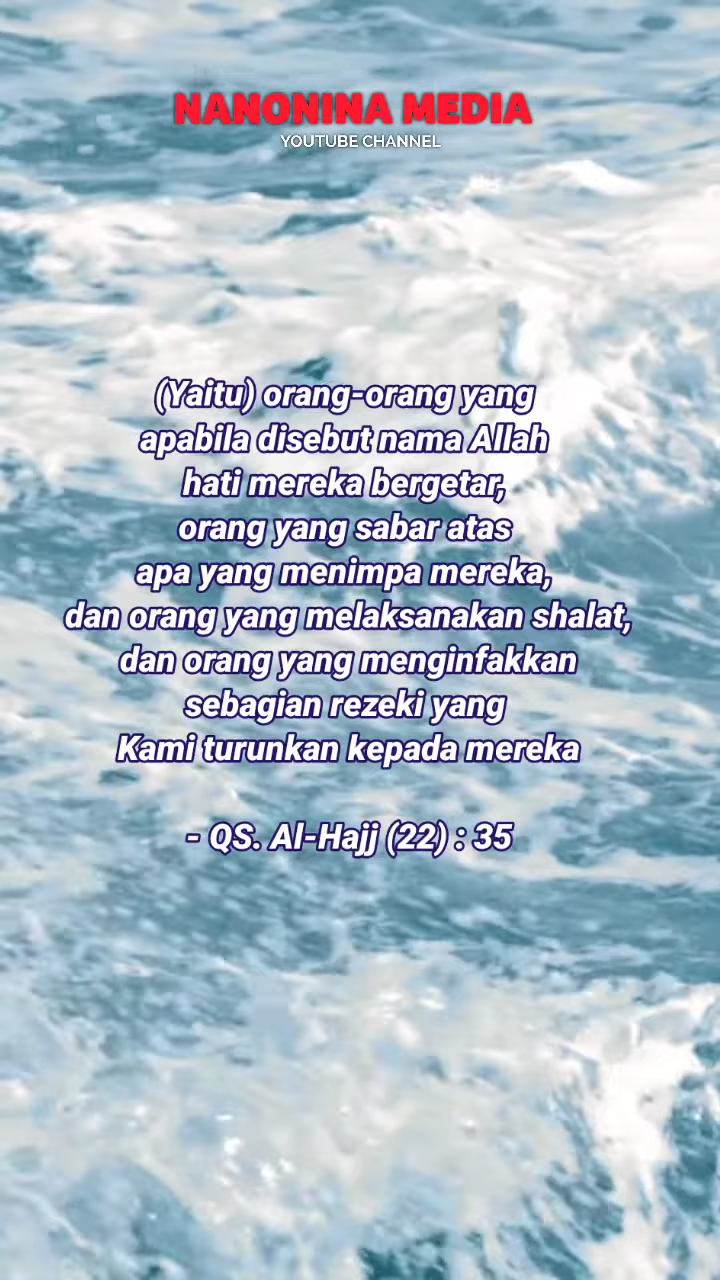 NANONINA MEDIA
YOUTUBE CHANNEL
(Yaitu) orang-orang yang
apabila disebut nama Allah
hati mereka bergetar,
orang yang sabar atas
apa yang menimpa mereka,
dan orang yang melaksanakan shalat,
dan orang yang menginfakkan
sebagian rezeki yang
Kami turunkan kepada mereka
- QS. Al-Hajj (22) : 35